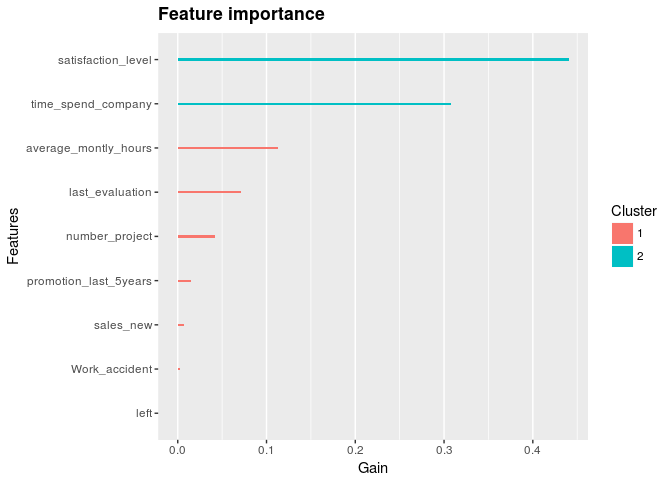 Feature importance
satisfaction_level
time_spend_company
average_montly_hours
last_evaluation
number_project
promotion_last_5years
sales_new
Work_accident
left
Features
0.0 0.1 0.2 0.3 0.4
Gain
Cluster
1
2